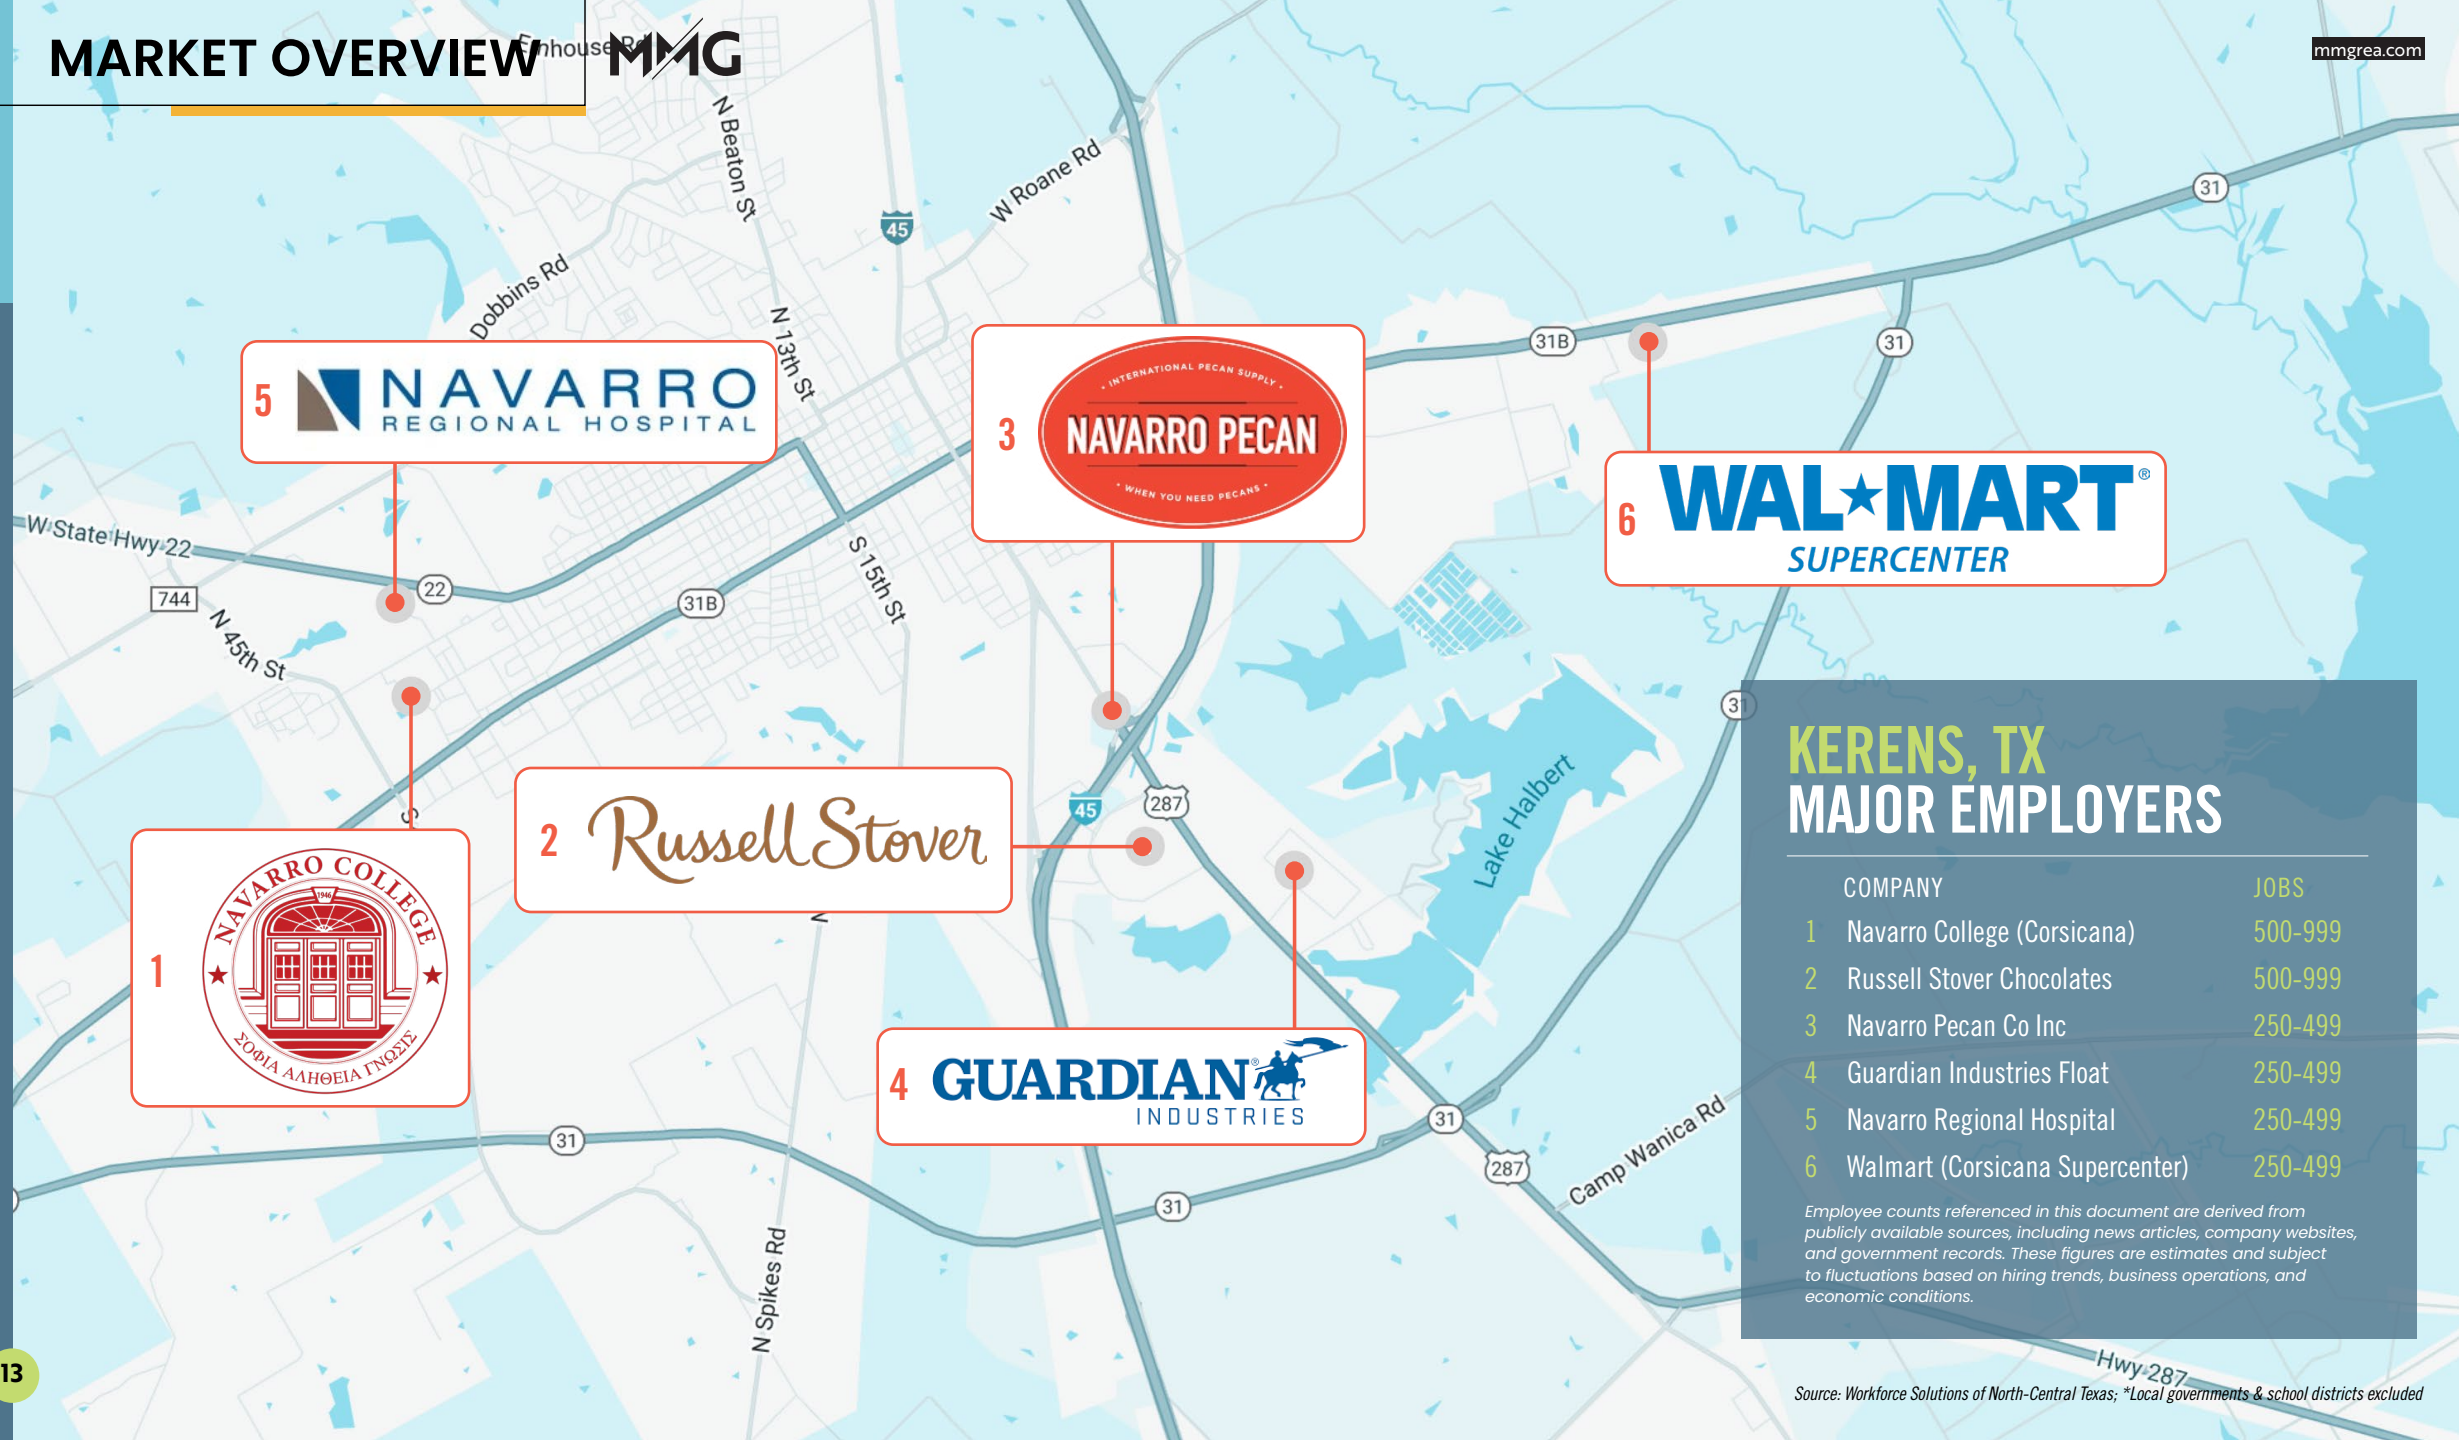 MARKET OVERVIEW
MMG
mmgrea.com
N Beaton St
45
W Roane Rd
31
Dobbins Rd
N 13th St
31B
31
5
NAVARRO
REGIONAL HOSPITAL
3
• INTERNATIONAL PECAN SUPPLY •
NAVARRO PECAN
• WHEN YOU NEED PECANS •
6
WAL★MART®
SUPERCENTER
W State Hwy 22
22
744
31B
S 15th St
N 45th St
31
45
287
Lake Halbert
2
Russell Stover
1
NAVARRO COLLEGE
1946
ΣΟΦΙΑ ΑΛΗΘΕΙΑ ΓΝΩΣΙΣ
4
GUARDIAN®
INDUSTRIES
31
31
287
31
Camp Wanica Rd
N Spikes Rd
KERENS, TX
MAJOR EMPLOYERS
COMPANY JOBS
1 Navarro College (Corsicana) 500-999
2 Russell Stover Chocolates 500-999
3 Navarro Pecan Co Inc 250-499
4 Guardian Industries Float 250-499
5 Navarro Regional Hospital 250-499
6 Walmart (Corsicana Supercenter) 250-499
Employee counts referenced in this document are derived from
publicly available sources, including news articles, company websites,
and government records. These figures are estimates and subject
to fluctuations based on hiring trends, business operations, and
economic conditions.
Hwy 287
13
Source: Workforce Solutions of North-Central Texas; *Local governments & school districts excluded